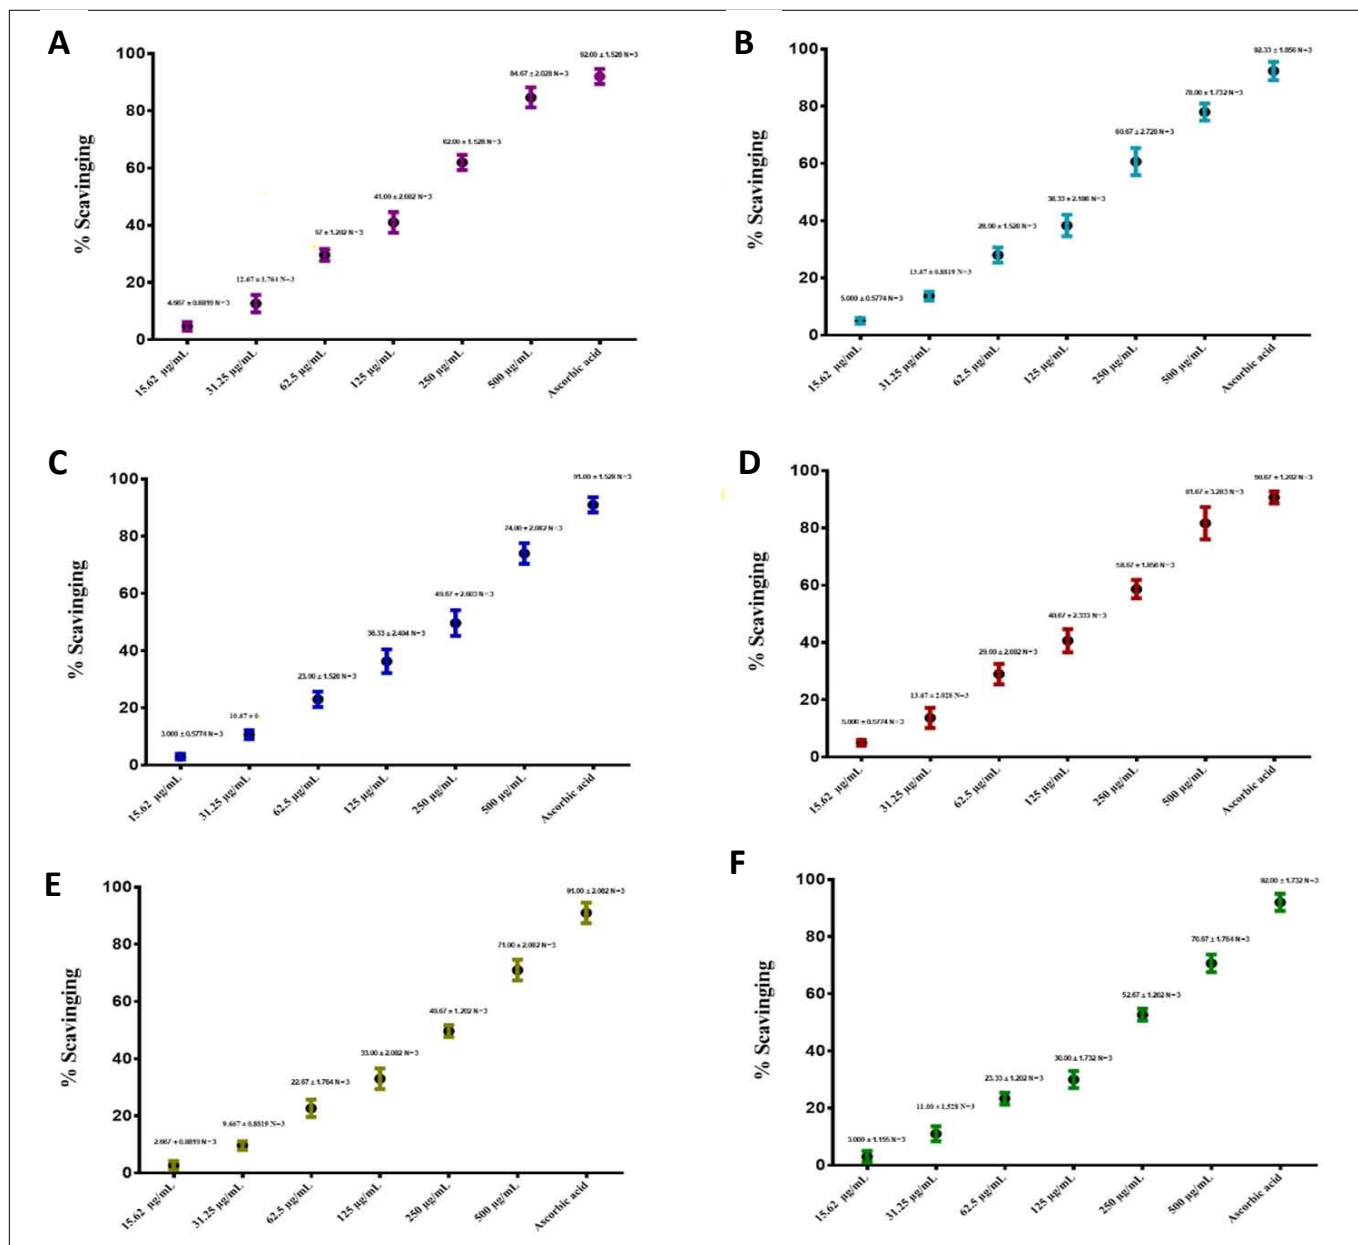 A
100
80
60
40
20
0
% Scavinging
4.667 ± 0.8819 N=3
12.67 ± 1.764 N=3
67 ± 1.202 N=3
41.00 ± 2.082 N=3
62.00 ± 1.528 N=3
84.67 ± 2.028 N=3
92.00 ± 1.528 N=3
15.62 µg/mL
31.25 µg/mL
62.5 µg/mL
125 µg/mL
250 µg/mL
500 µg/mL
Ascorbic acid
B
100
80
60
40
20
0
% Scavinging
5.000 ± 0.5774 N=3
13.67 ± 0.8819 N=3
28.00 ± 1.528 N=3
38.33 ± 2.186 N=3
60.67 ± 2.728 N=3
78.00 ± 1.732 N=3
92.33 ± 1.856 N=3
15.62 µg/mL
31.25 µg/mL
62.5 µg/mL
125 µg/mL
250 µg/mL
500 µg/mL
Ascorbic acid
C
100
80
60
40
20
0
% Scavinging
3.000 ± 0.5774 N=3
10.67 ± 0
23.00 ± 1.528 N=3
36.33 ± 2.404 N=3
49.67 ± 2.603 N=3
74.00 ± 2.082 N=3
91.00 ± 1.528 N=3
15.62 µg/mL
31.25 µg/mL
62.5 µg/mL
125 µg/mL
250 µg/mL
500 µg/mL
Ascorbic acid
D
100
80
60
40
20
0
% Scavinging
5.000 ± 0.5774 N=3
13.67 ± 2.028 N=3
29.00 ± 2.082 N=3
40.67 ± 2.333 N=3
58.67 ± 1.856 N=3
81.67 ± 3.283 N=3
90.67 ± 1.202 N=3
15.62 µg/mL
31.25 µg/mL
62.5 µg/mL
125 µg/mL
250 µg/mL
500 µg/mL
Ascorbic acid
E
100
80
60
40
20
0
% Scavinging
2.667 ± 0.8819 N=3
9.667 ± 0.8819 N=3
22.67 ± 1.764 N=3
33.00 ± 2.082 N=3
49.67 ± 1.202 N=3
71.00 ± 2.082 N=3
91.00 ± 2.082 N=3
15.62 µg/mL
31.25 µg/mL
62.5 µg/mL
125 µg/mL
250 µg/mL
500 µg/mL
Ascorbic acid
F
100
80
60
40
20
0
% Scavinging
3.000 ± 1.155 N=3
11.00 ± 1.528 N=3
23.33 ± 1.202 N=3
30.00 ± 1.732 N=3
52.67 ± 1.202 N=3
70.67 ± 1.764 N=3
92.00 ± 1.732 N=3
15.62 µg/mL
31.25 µg/mL
62.5 µg/mL
125 µg/mL
250 µg/mL
500 µg/mL
Ascorbic acid